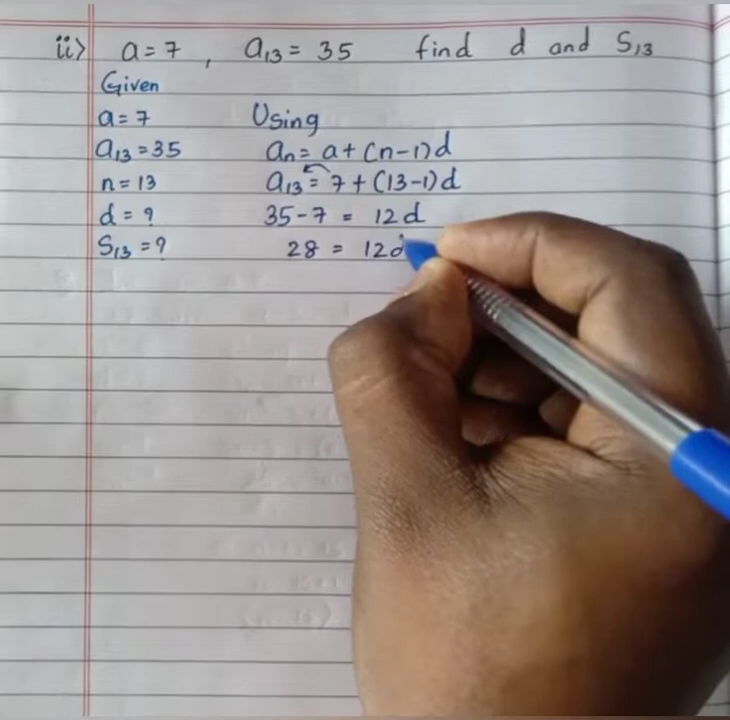 ii> a = 7 , a₁₃ = 35 find d and S₁₃
Given
a = 7 Using
a₁₃ = 35 aₙ = a + (n-1)d
n = 13 a₁₃ = 7 + (13-1)d
d = ? 35 - 7 = 12d
S₁₃ = ? 28 = 12d